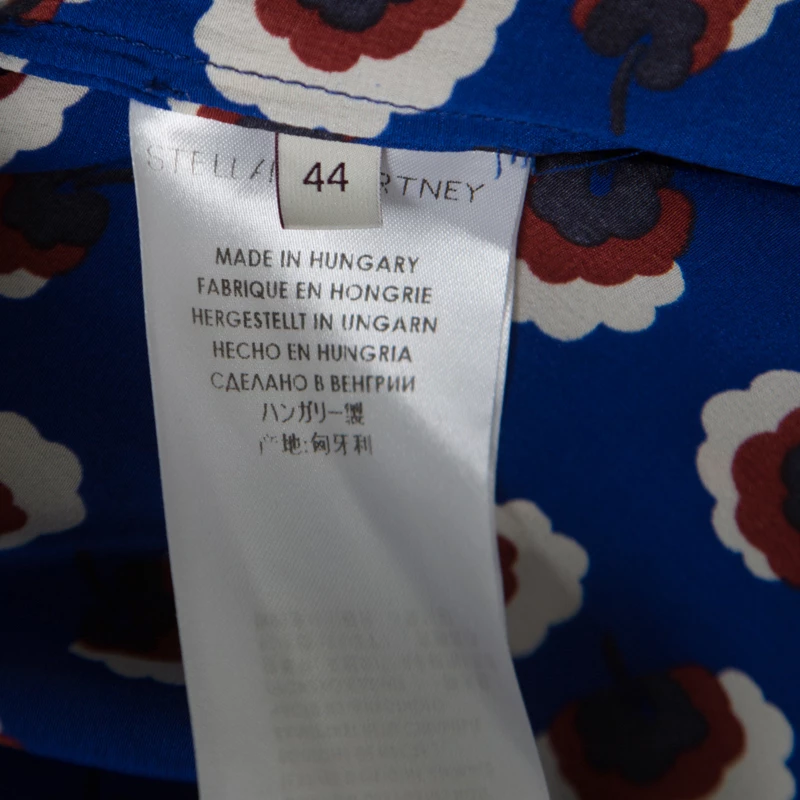 STELLA RTNEY
44
MADE IN HUNGARY
FABRIQUE EN HONGRIE
HERGESTELLT IN UNGARN
HECHO EN HUNGRIA
СДЕЛАНО В ВЕНГРИИ
ハンガリー製
产地:匈牙利